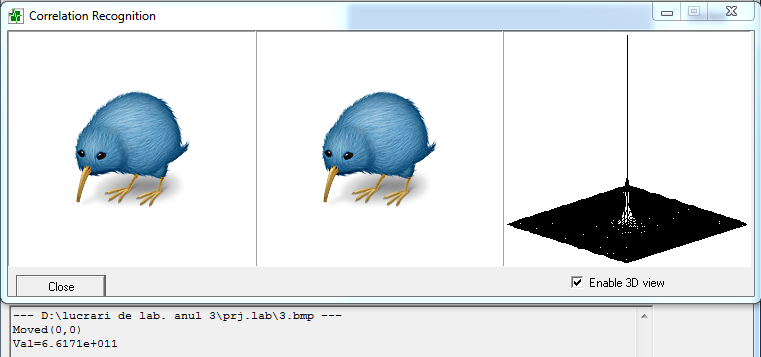 Correlation Recognition
Close
Enable 3D view
--- D:\lucrari de lab. anul 3\prj.lab\3.bmp ---
Moved(0,0)
Val=6.6171e+011